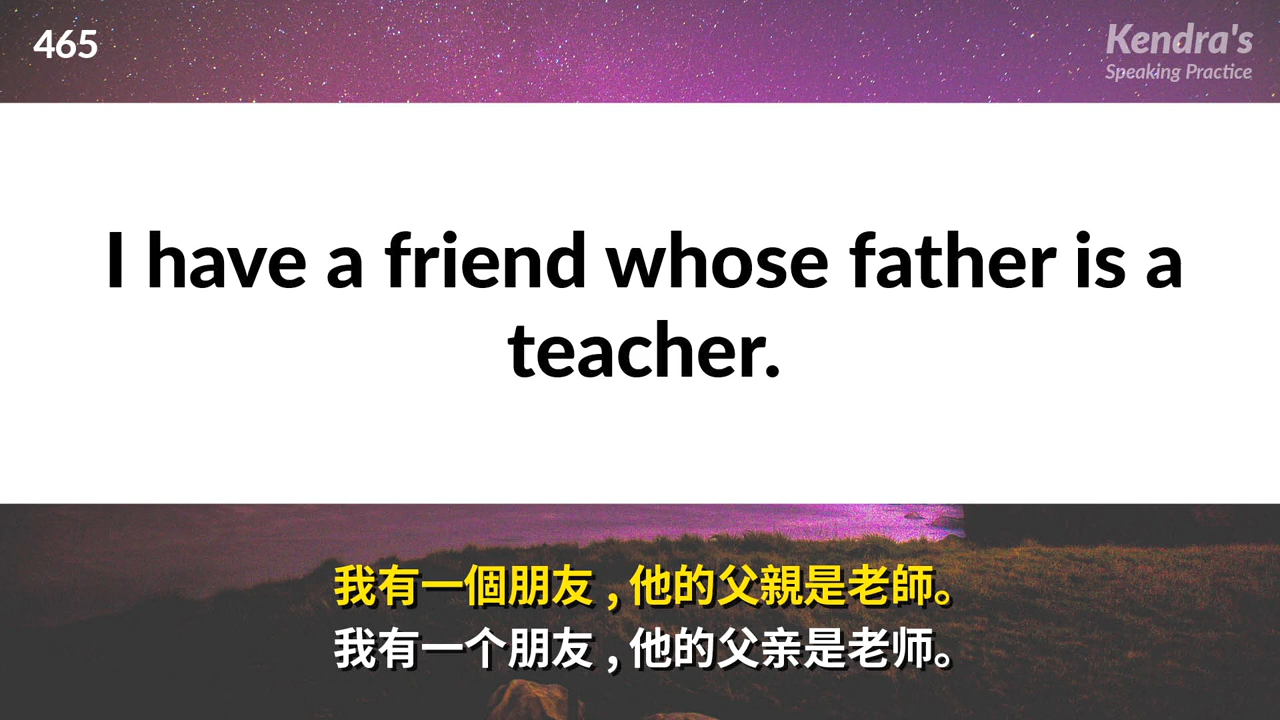 465
Kendra's
Speaking Practice
I have a friend whose father is a
teacher.
我有一個朋友 , 他的父親是老師。
我有一个朋友 , 他的父亲是老师。